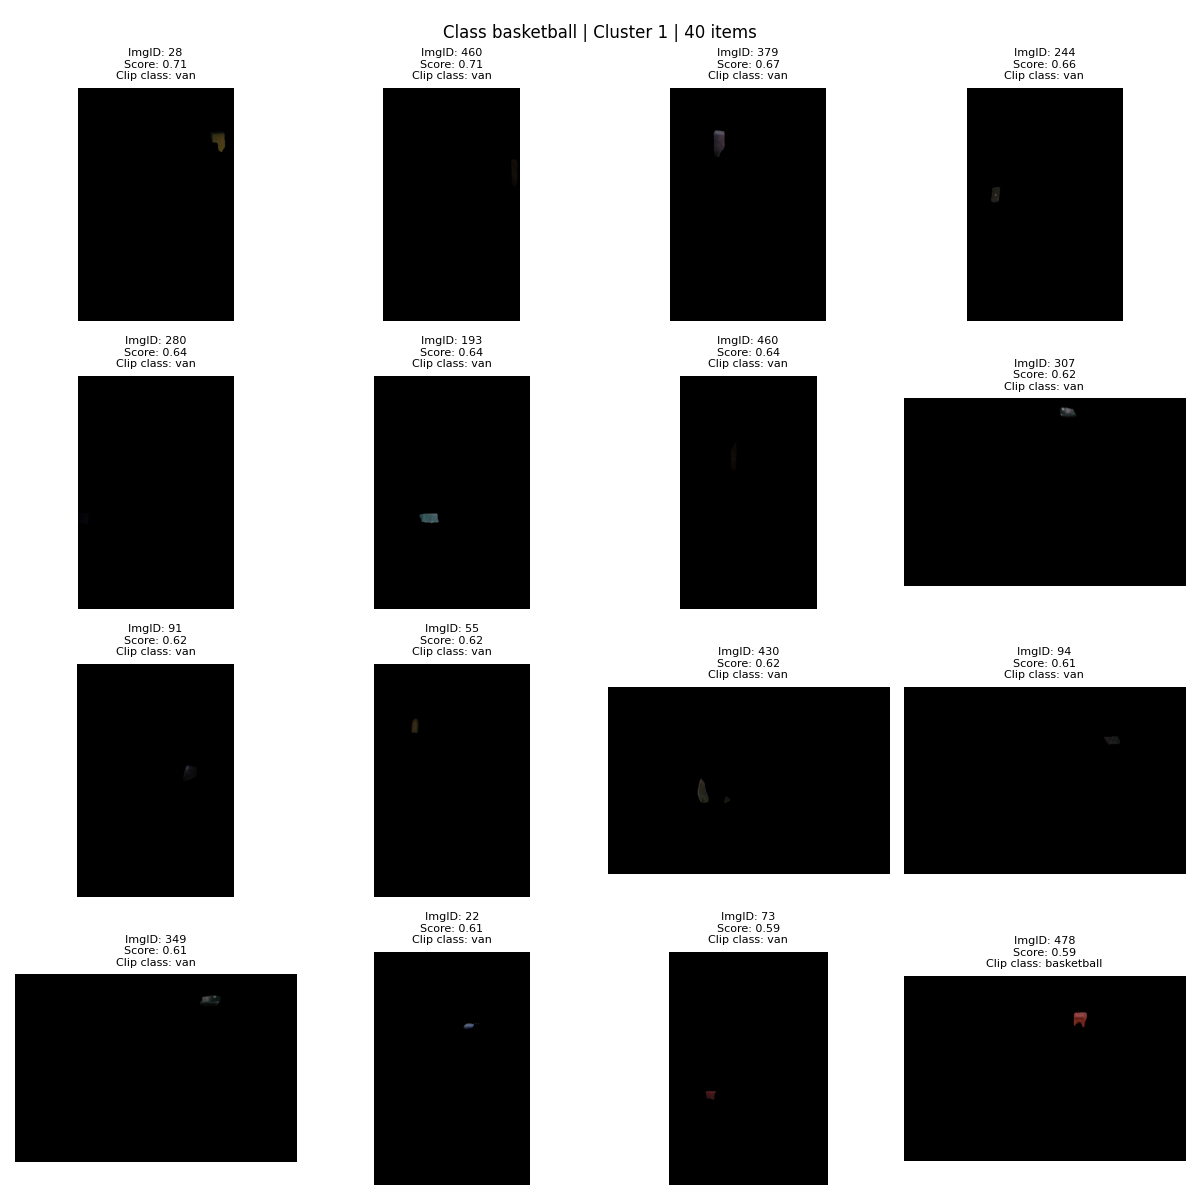 Class basketball | Cluster 1 | 40 items
ImgID: 28
Score: 0.71
Clip class: van
ImgID: 460
Score: 0.71
Clip class: van
ImgID: 379
Score: 0.67
Clip class: van
ImgID: 244
Score: 0.66
Clip class: van
ImgID: 280
Score: 0.64
Clip class: van
ImgID: 193
Score: 0.64
Clip class: van
ImgID: 460
Score: 0.64
Clip class: van
ImgID: 307
Score: 0.62
Clip class: van
ImgID: 91
Score: 0.62
Clip class: van
ImgID: 55
Score: 0.62
Clip class: van
ImgID: 430
Score: 0.62
Clip class: van
ImgID: 94
Score: 0.61
Clip class: van
ImgID: 349
Score: 0.61
Clip class: van
ImgID: 22
Score: 0.61
Clip class: van
ImgID: 73
Score: 0.59
Clip class: van
ImgID: 478
Score: 0.59
Clip class: basketball